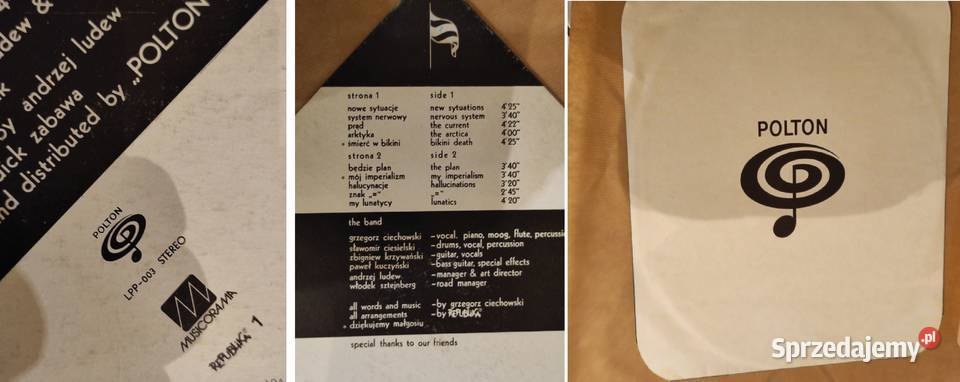 by andrzej ludew
zabawa
and distributed by „POLTON
POLTON
LPP-003 STEREO
MUSICORAMA
REPUBLIKA 1
strona 1 side 1
nowe sytuacje new sytuations 4'25"
system nerwowy nervous system 3'40"
prąd the current 4'22"
arktyka the arctica 4'00"
• śmierć w bikini bikini death 4'25"
strona 2 side 2
będzie plan the plan 3'40"
• mój imperializm my imperialism 3'40"
halucynacje hallucinations 3'20"
znak „=" „=" 2'45"
my lunatycy lunatics 4'20"
the band
grzegorz ciechowski – vocal, piano, moog, flute, percussio
sławomir ciesielski – drums, vocal, percussion
zbigniew krzywański – guitar, vocals
paweł kuczyński – bass guitar, special effects
andrzej ludew – manager & art director
włodek sztejnberg – road manager
all words and music – by grzegorz ciechowski
all arrangements – by REPUBLIKA
• dziękujemy małgosiu
special thanks to our friends
POLTON
Sprzedajemy.pl